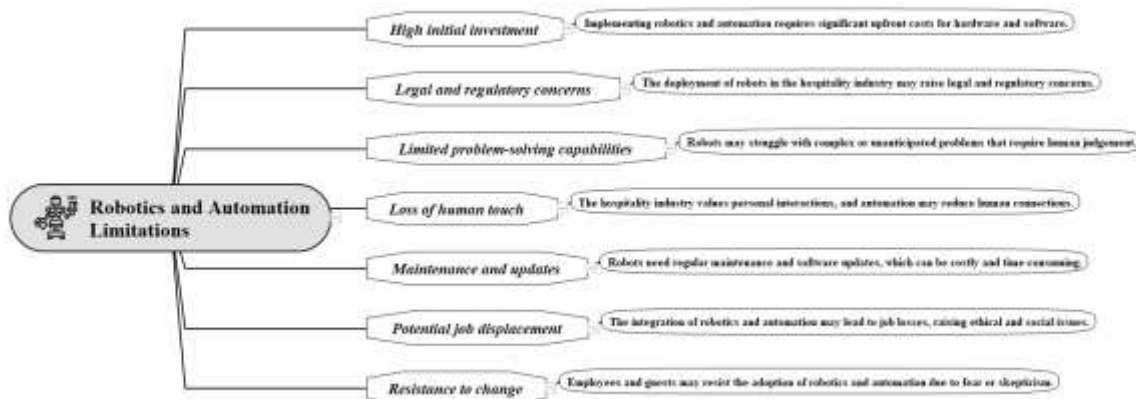 Robotics and Automation
Limitations
High initial investment
Implementing robotics and automation requires significant upfront costs for hardware and software.
Legal and regulatory concerns
The deployment of robots in the hospitality industry may raise legal and regulatory concerns.
Limited problem-solving capabilities
Robots may struggle with complex or unanticipated problems that require human judgement.
Loss of human touch
The hospitality industry values personal interactions, and automation may reduce human connections.
Maintenance and updates
Robots need regular maintenance and software updates, which can be costly and time-consuming.
Potential job displacement
The integration of robotics and automation may lead to job losses, raising ethical and social issues.
Resistance to change
Employees and guests may resist the adoption of robotics and automation due to fear or skepticism.